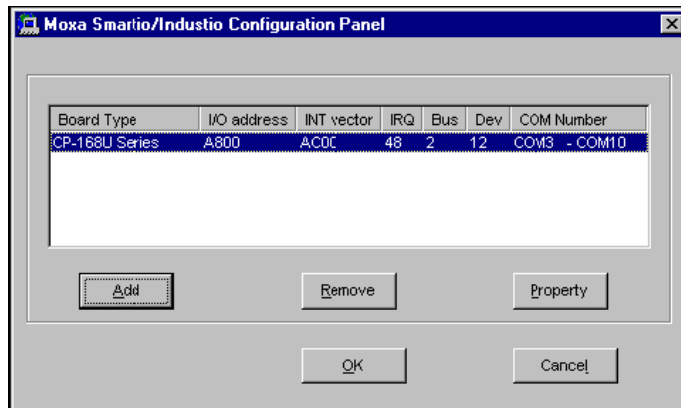 Moxa Smartio/Industio Configuration Panel
Board Type I/O address INT vector IRQ Bus Dev COM Number
CP-168U Series A800 AC00 48 2 12 COM3 - COM10
Add Remove Property
OK Cancel